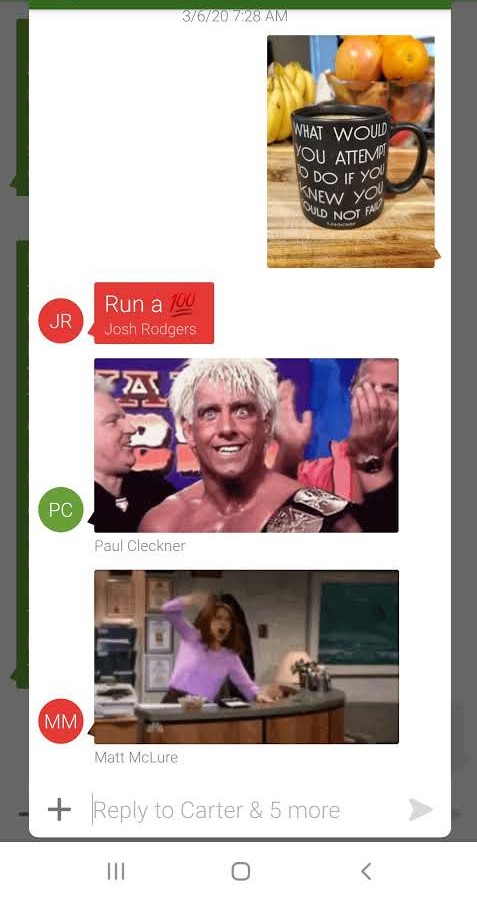 3/6/20 7:28 AM
WHAT WOULD
YOU ATTEMPT
TO DO IF YOU
KNEW YOU
COULD NOT FAIL?
JR
Run a 💯
Josh Rodgers
PC
Paul Cleckner
MM
Matt McLure
+
Reply to Carter & 5 more